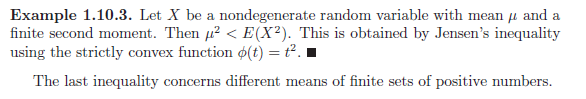 Example 1.10.3. Let X be a nondegenerate random variable with mean μ and a
finite second moment. Then μ² < E(X²). This is obtained by Jensen's inequality
using the strictly convex function ϕ(t) = t². ■
The last inequality concerns different means of finite sets of positive numbers.